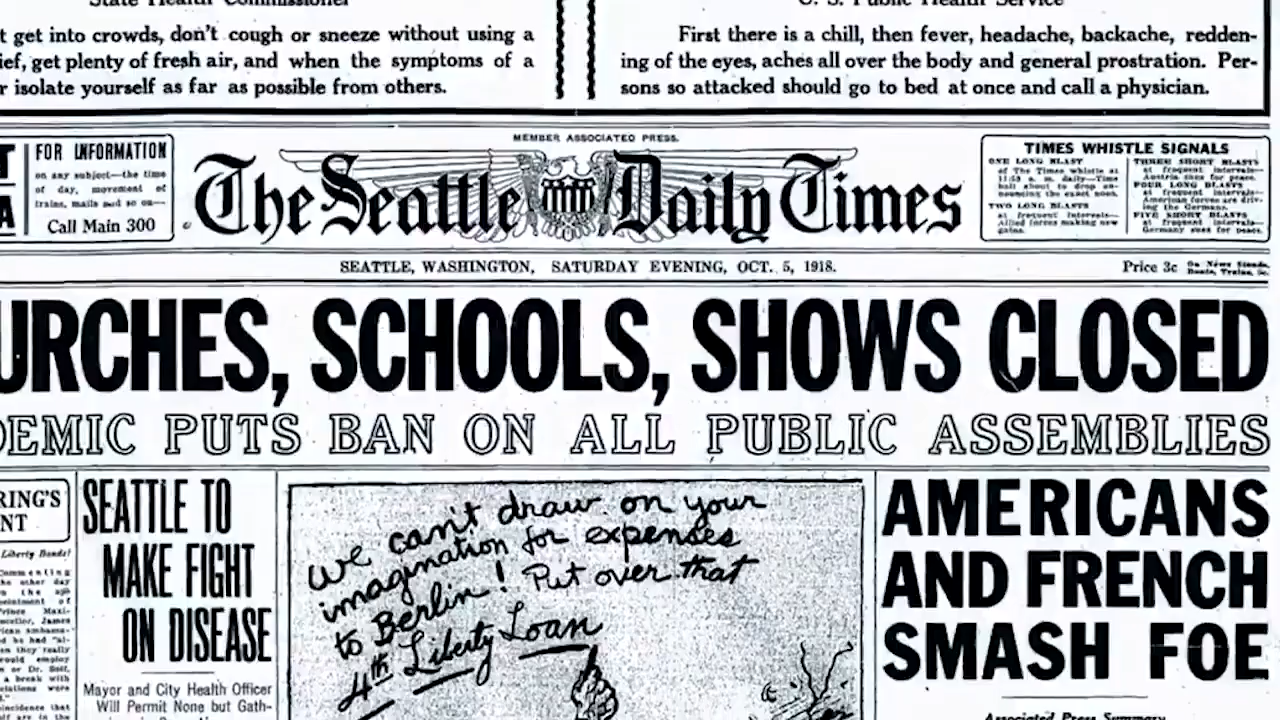 State Health Commissioner
t get into crowds, don't cough or sneeze without using a
ief, get plenty of fresh air, and when the symptoms of a
r isolate yourself as far as possible from others.
U. S. Public Health Service
First there is a chill, then fever, headache, backache, redden-
ing of the eyes, aches all over the body and general prostration. Per-
sons so attacked should go to bed at once and call a physician.
MEMBER ASSOCIATED PRESS.
T
A
FOR INFORMATION
on any subject—the time
of day, movement of
trains, mails and so on—
Call Main 300
The Seattle Daily Times
TIMES WHISTLE SIGNALS
ONE LONG BLAST
of The Times whistle at
11:53 a. m. daily—Time
ball about to drop an-
nouncing the exact noon.
TWO LONG BLASTS
at frequent intervals—
Allied forces making new
gains.
THREE SHORT BLASTS
at frequent intervals—
Austria sues for peace.
FOUR LONG BLASTS
at frequent intervals—
American forces are driv-
ing the Germans.
FIVE SHORT BLASTS
at frequent intervals—
Germany sues for peace.
SEATTLE, WASHINGTON, SATURDAY EVENING, OCT. 5, 1918.
Price 3c On News Stands,
Boats, Trains, &c.
URCHES, SCHOOLS, SHOWS CLOSED
DEMIC PUTS BAN ON ALL PUBLIC ASSEMBLIES
RING'S
NT
Liberty Bonds!
SEATTLE TO
MAKE FIGHT
ON DISEASE
Mayor and City Health Officer
Will Permit None but Gath-
We can't draw on your
imagination for expenses
to Berlin! Put over that
4th Liberty Loan
AMERICANS
AND FRENCH
SMASH FOE
Associated Press Summary